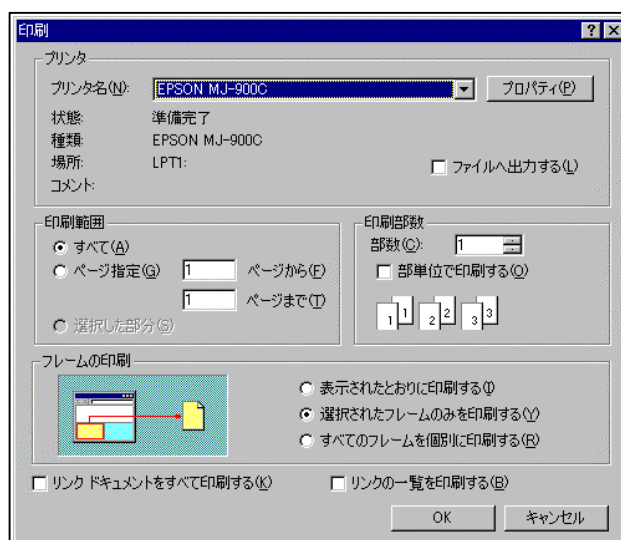 印刷
プリンタ
プリンタ名(N): EPSON MJ-900C プロパティ(P)
状態: 準備完了
種類: EPSON MJ-900C
場所: LPT1: ファイルへ出力する(L)
コメント:
印刷範囲
すべて(A)
ページ指定(G) 1 ページから(F)
1 ページまで(T)
選択した部分(S)
印刷部数
部数(C): 1
部単位で印刷する(O)
1 1 2 2 3 3
フレームの印刷
表示されたとおりに印刷する(I)
選択されたフレームのみを印刷する(Y)
すべてのフレームを個別に印刷する(R)
リンク ドキュメントをすべて印刷する(K) リンクの一覧を印刷する(B)
OK キャンセル